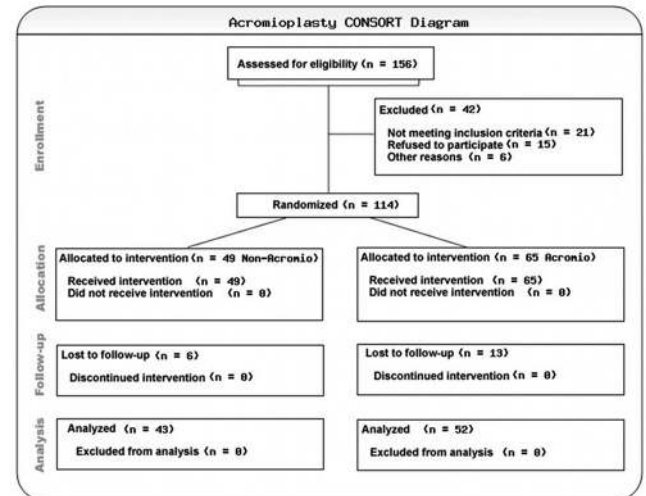 Acromioplasty CONSORT Diagram
Assessed for eligibility (n = 156)
Enrollment
Excluded (n = 42)
Not meeting inclusion criteria (n = 21)
Refused to participate (n = 15)
Other reasons (n = 6)
Randomized (n = 114)
Allocation
Allocated to intervention (n = 49 Non-Acromio)
Received intervention (n = 49)
Did not receive intervention (n = 0)
Allocated to intervention (n = 65 Acromio)
Received intervention (n = 65)
Did not receive intervention (n = 0)
Follow-up
Lost to follow-up (n = 6)
Discontinued intervention (n = 0)
Lost to follow-up (n = 13)
Discontinued intervention (n = 0)
Analysis
Analyzed (n = 43)
Excluded from analysis (n = 0)
Analyzed (n = 52)
Excluded from analysis (n = 0)